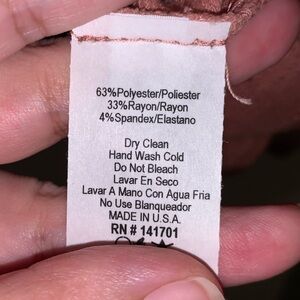 63%Polyester/Poliester
33%Rayon/Rayon
4%Spandex/Elastano
Dry Clean
Hand Wash Cold
Do Not Bleach
Lavar En Seco
Lavar A Mano Con Agua Fria
No Use Blanqueador
MADE IN U.S.A.
RN # 141701